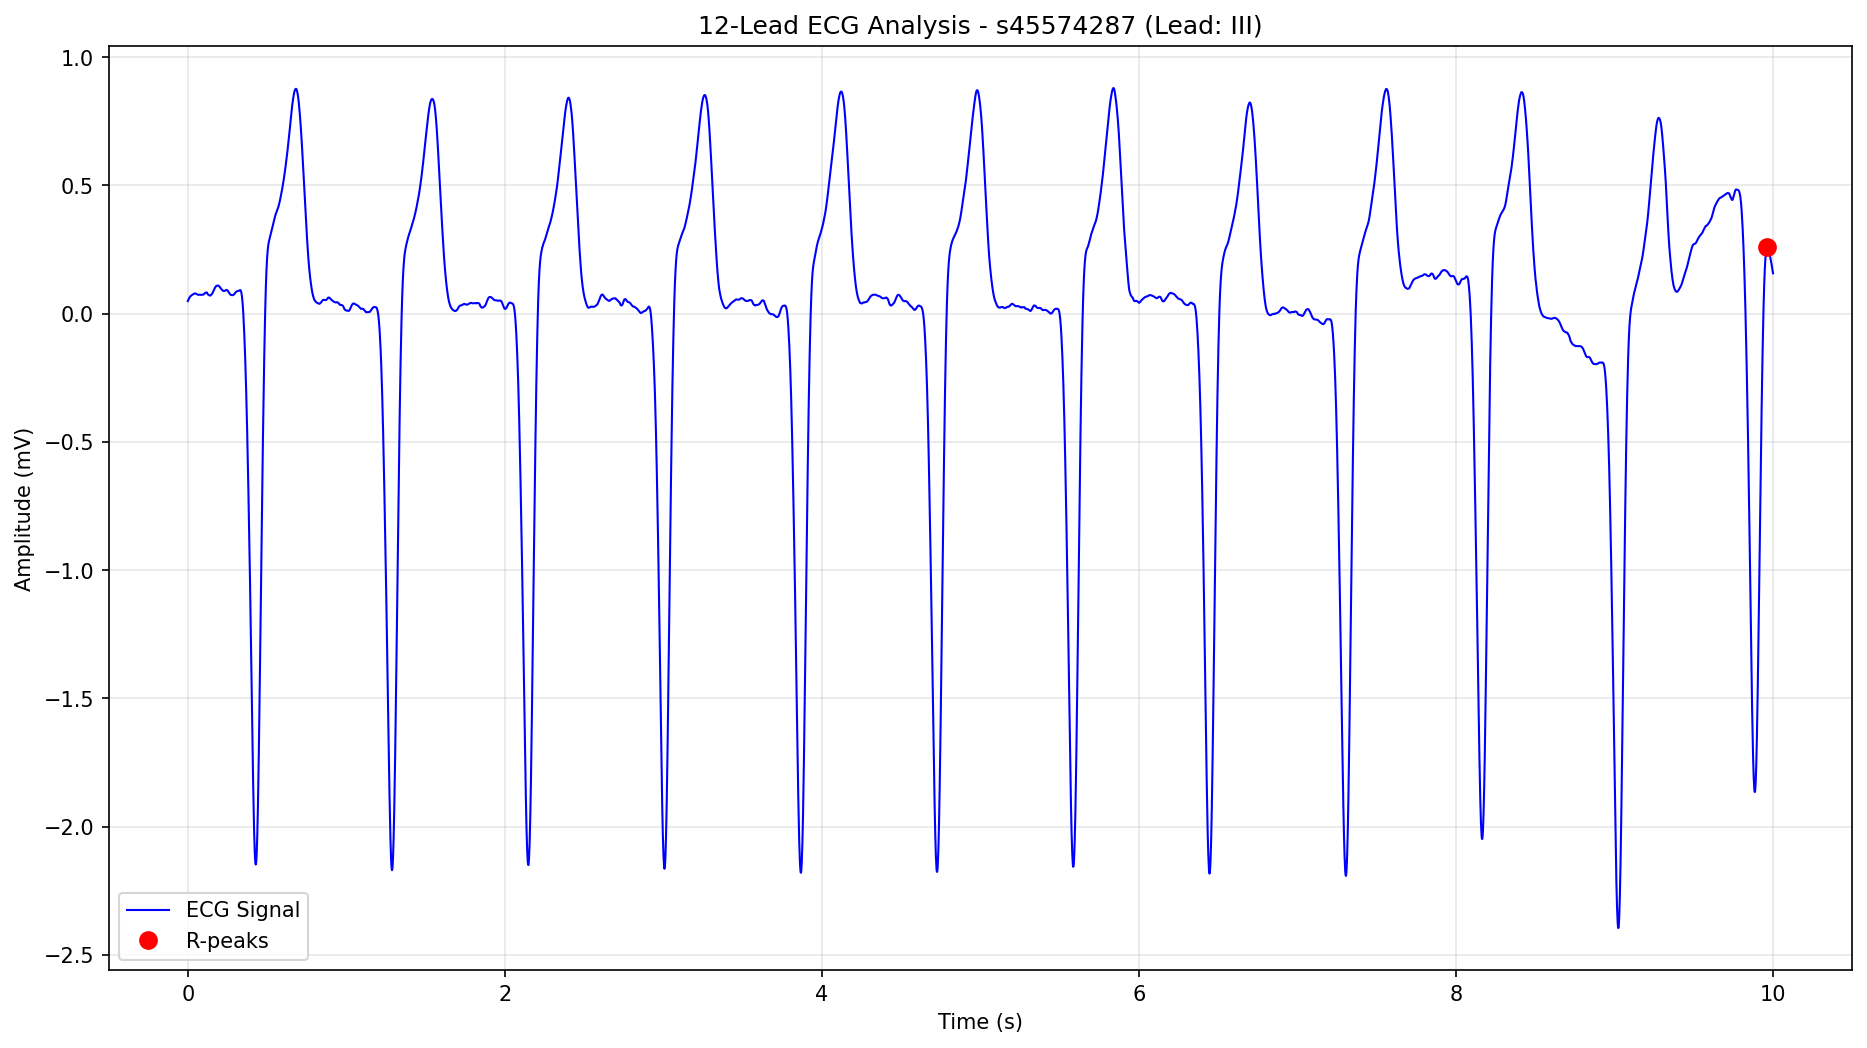 12-Lead ECG Analysis - s45574287 (Lead: III)
1.0
0.5
0.0
−0.5
−1.0
−1.5
−2.0
−2.5
Amplitude (mV)
ECG Signal
R-peaks
0
2
4
6
8
10
Time (s)